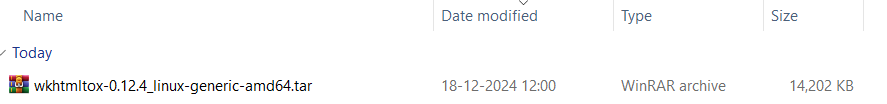 Name Date modified Type Size
Today
wkhtmltox-0.12.4_linux-generic-amd64.tar 18-12-2024 12:00 WinRAR archive 14,202 KB